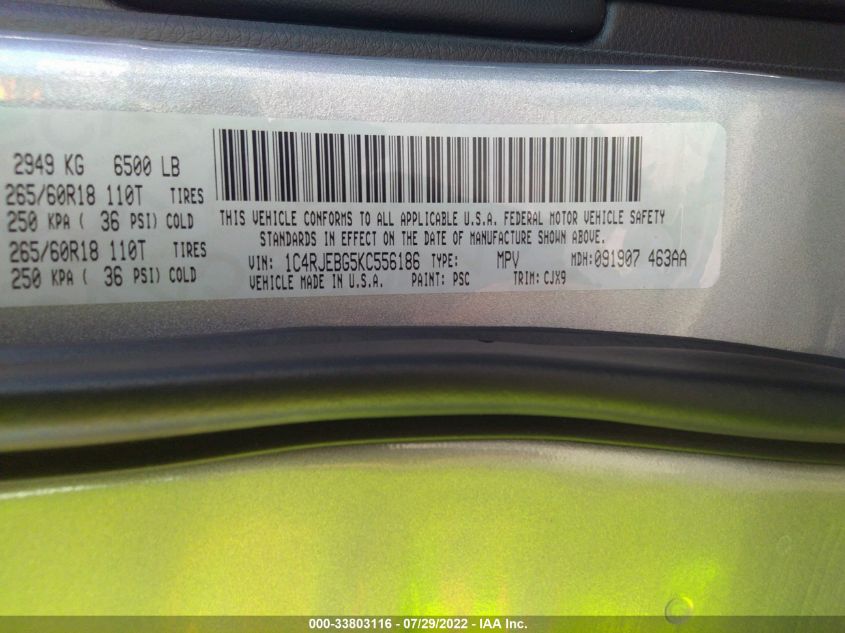 2949 KG 6500 LB
265/60R18 110T TIRES
250 KPA ( 36 PSI) COLD
265/60R18 110T TIRES
250 KPA ( 36 PSI) COLD
THIS VEHICLE CONFORMS TO ALL APPLICABLE U.S.A. FEDERAL MOTOR VEHICLE SAFETY
STANDARDS IN EFFECT ON THE DATE OF MANUFACTURE SHOWN ABOVE.
VIN: 1C4RJEBG5KC556186 TYPE: MPV MDH:091907 463AA
VEHICLE MADE IN U.S.A. PAINT: PSC TRIM: CJX9
000-33803116 - 07/29/2022 - IAA Inc.